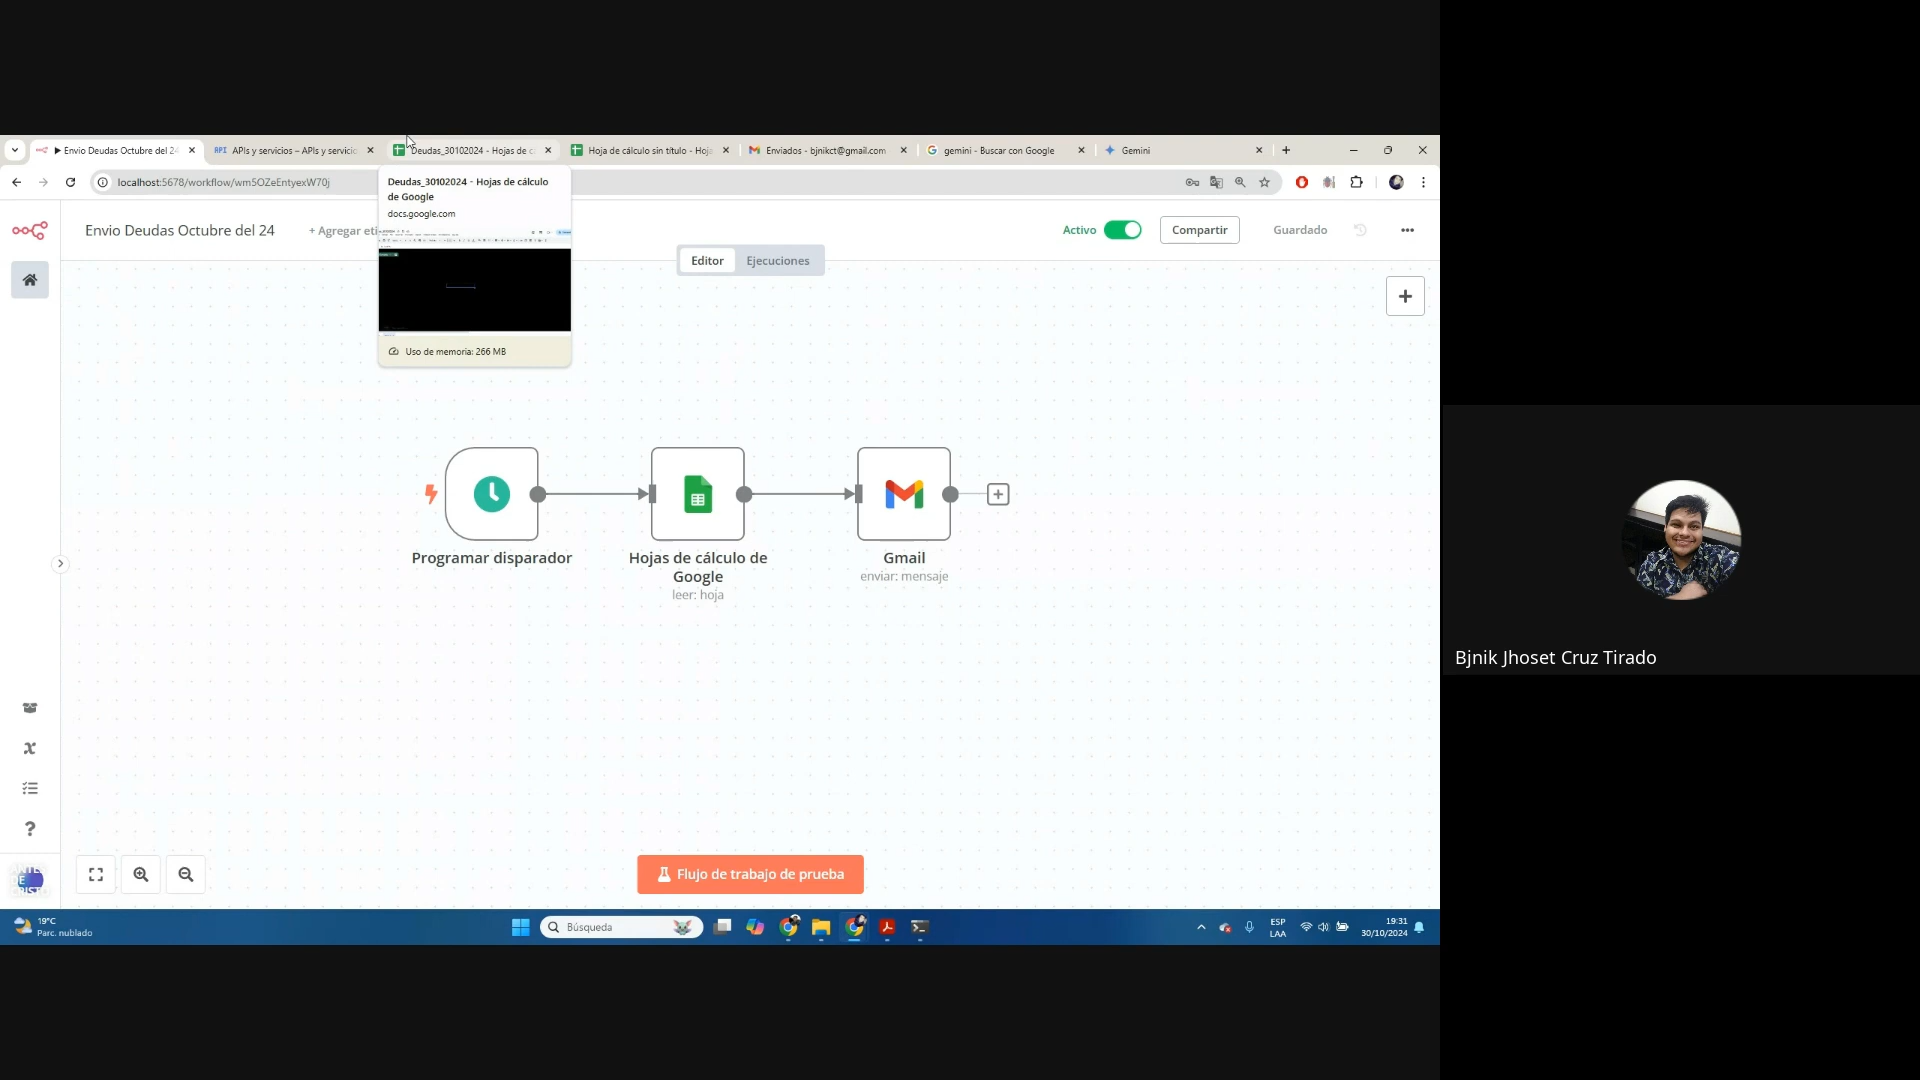 Envio Deudas Octubre del 24
APIs y servicios – APIs y servicio
Deudas_30102024 - Hojas de c
Hoja de cálculo sin título - Hoja
Enviados - bjnikct@gmail.com
gemini - Buscar con Google
Gemini
localhost:5678/workflow/wm5OZeEntyexW70j
Deudas_30102024 - Hojas de cálculo
de Google
docs.google.com
Uso de memoria: 266 MB
Envio Deudas Octubre del 24
+ Agregar eti
Activo
Compartir
Guardado
Editor
Ejecuciones
Programar disparador
Hojas de cálculo de
Google
leer: hoja
Gmail
enviar: mensaje
Bjnik Jhoset Cruz Tirado
Flujo de trabajo de prueba
19°C
Parc. nublado
Búsqueda
ESP
LAA
19:31
30/10/2024